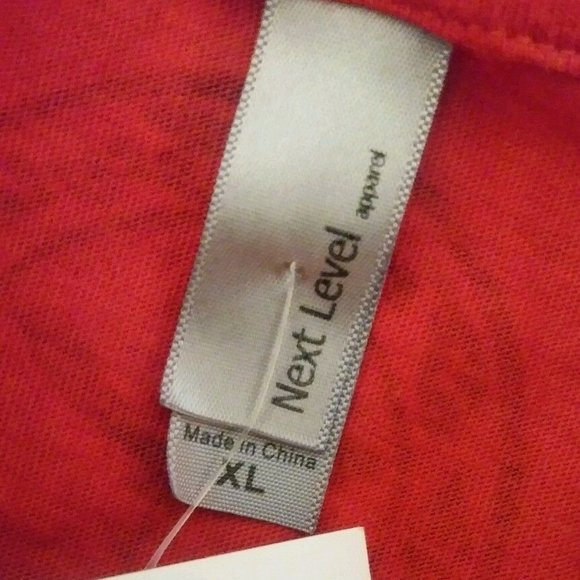 Next Level
apparel
Made in China
XL